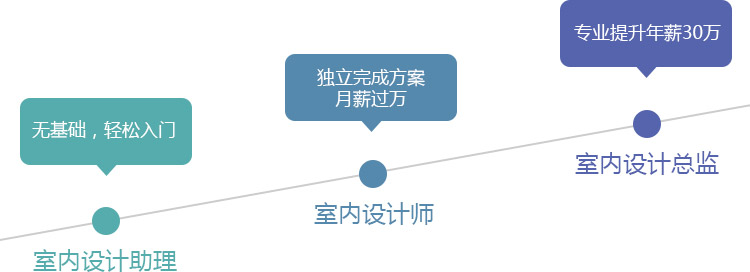 无基础，轻松入门
室内设计助理
独立完成方案
月薪过万
室内设计师
专业提升年薪30万
室内设计总监